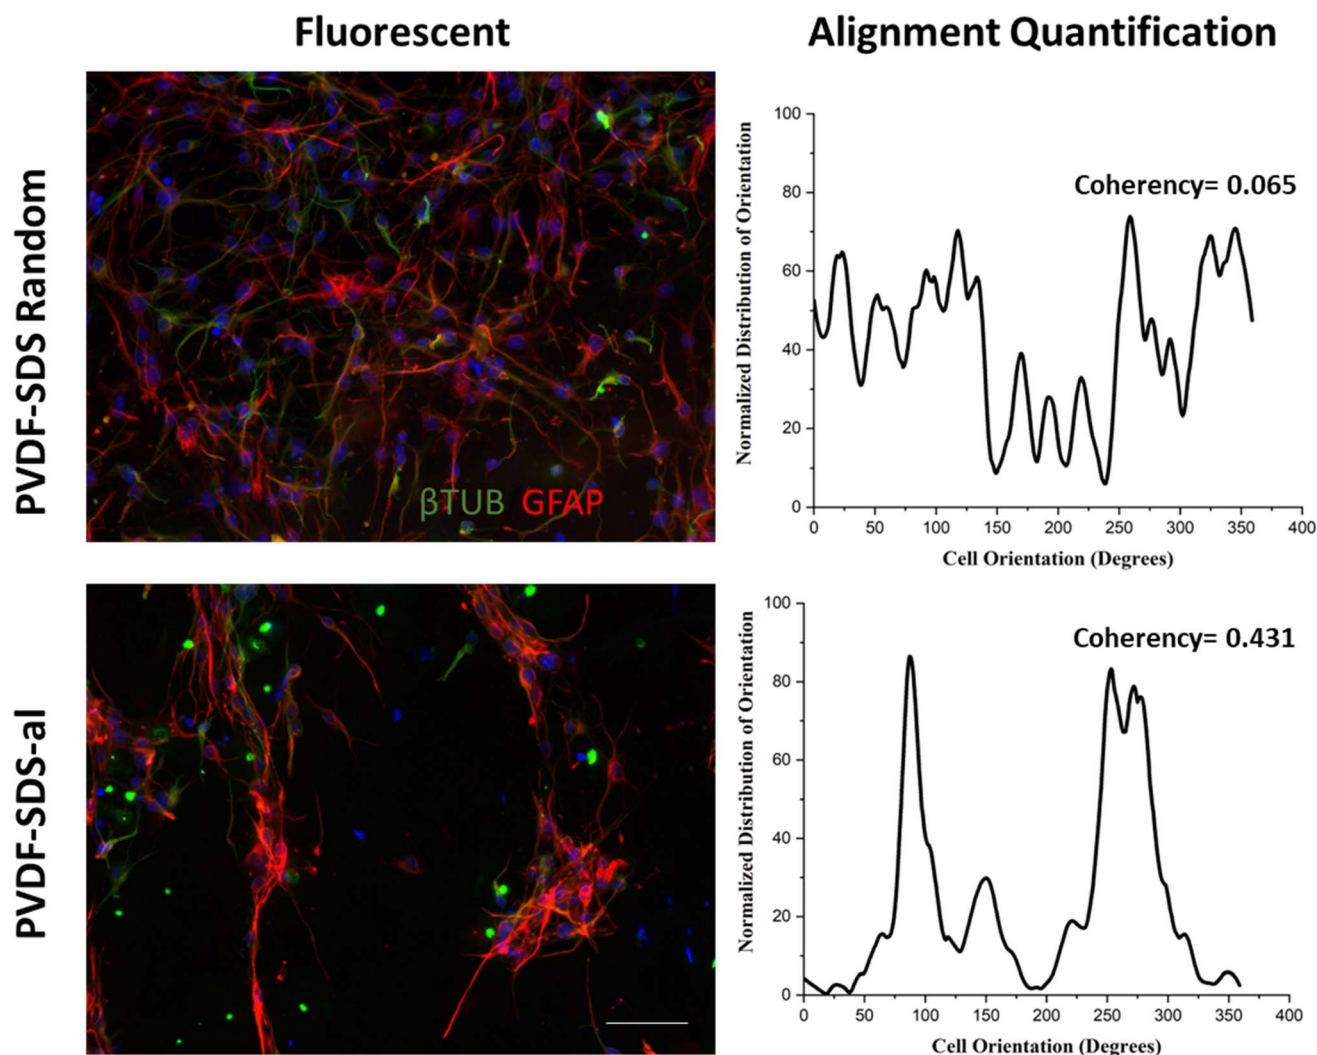 Fluorescent
Alignment Quantification
PVDF-SDS Random
βTUB/GFAP
100
80
60
40
20
0
0 50 100 150 200 250 300 350 400
Normalized Distribution of Orientation
Cell Orientation (Degrees)
Coherency= 0.065
PVDF-SDS-al
100
80
60
40
20
0
0 50 100 150 200 250 300 350 400
Normalized Distribution of Orientation
Cell Orientation (Degrees)
Coherency= 0.431